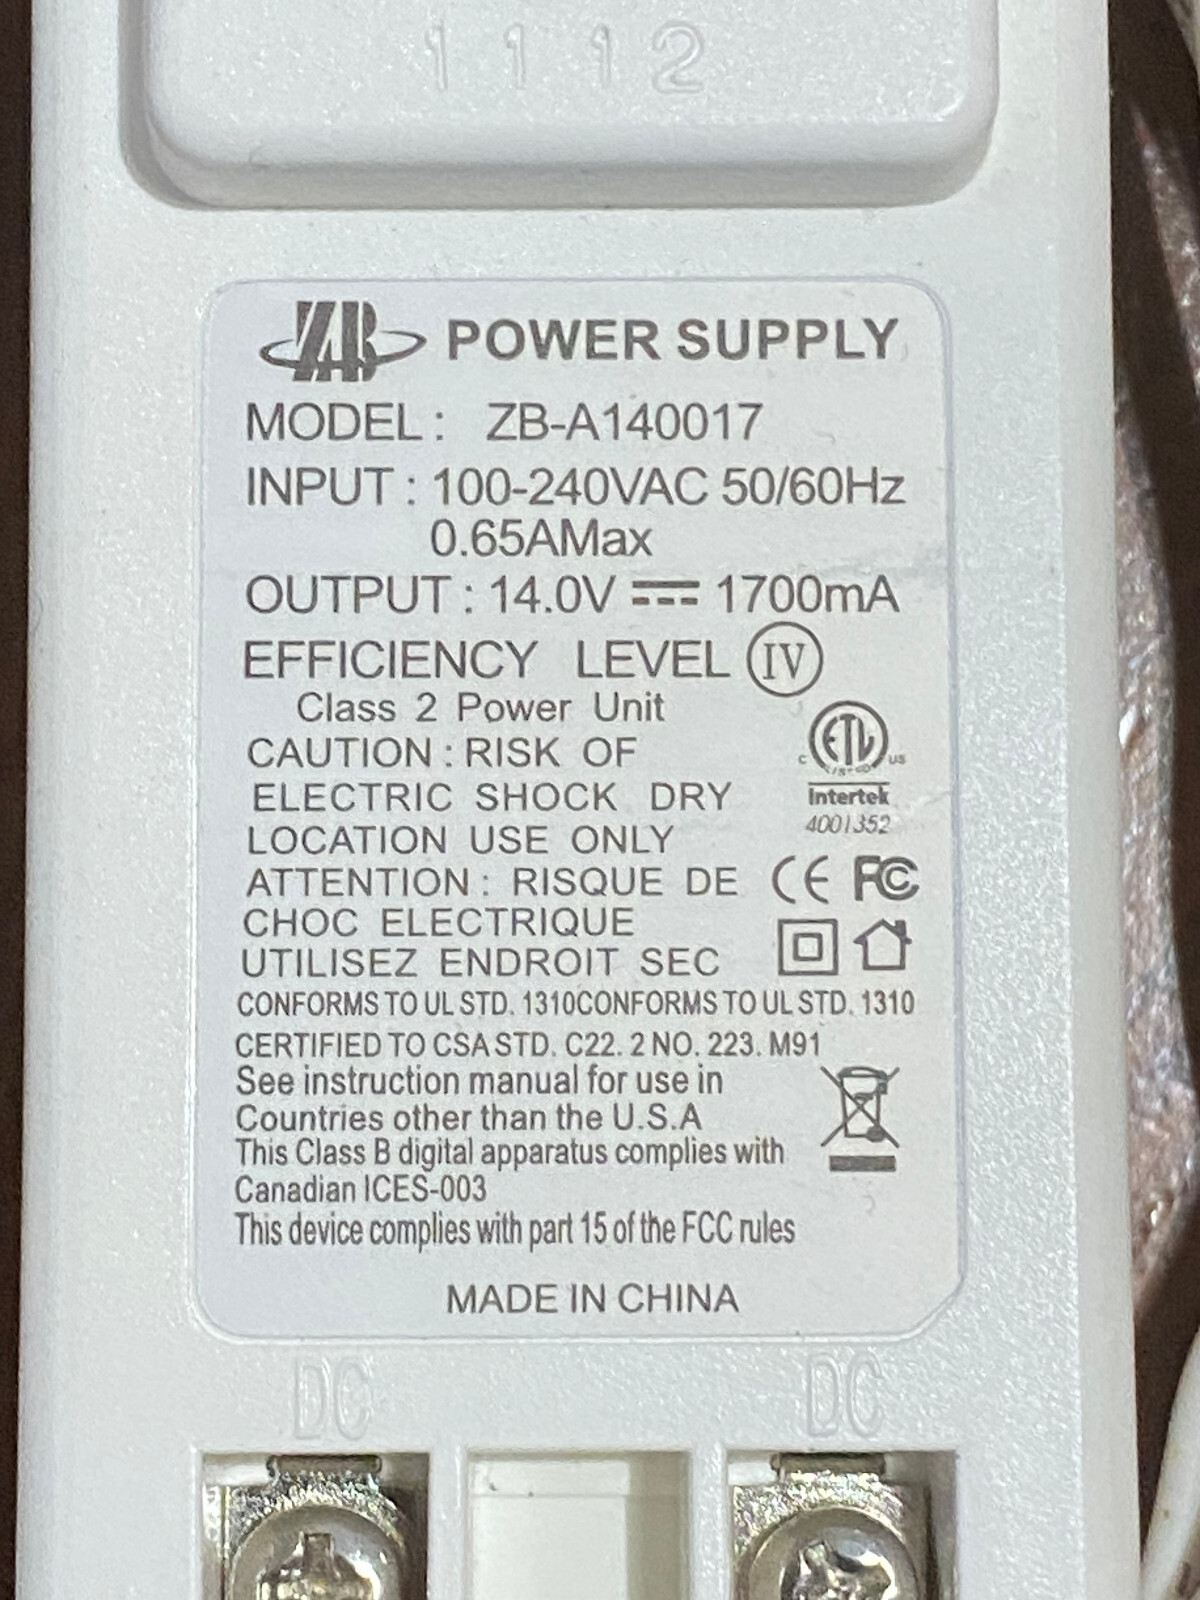 1112
ZAB POWER SUPPLY
MODEL: ZB-A140017
INPUT: 100-240VAC 50/60Hz
0.65AMax
OUTPUT: 14.0V 1700mA
EFFICIENCY LEVEL IV
Class 2 Power Unit
CAUTION: RISK OF
ELECTRIC SHOCK DRY
LOCATION USE ONLY
ETL
C LISTED US
Intertek
4001352
ATTENTION: RISQUE DE
CHOC ELECTRIQUE
UTILISEZ ENDROIT SEC
CE FC
CONFORMS TO UL STD. 1310CONFORMS TO UL STD. 1310
CERTIFIED TO CSA STD. C22. 2 NO. 223. M91
See instruction manual for use in
Countries other than the U.S.A
This Class B digital apparatus complies with
Canadian ICES-003
This device complies with part 15 of the FCC rules
MADE IN CHINA
DC DC